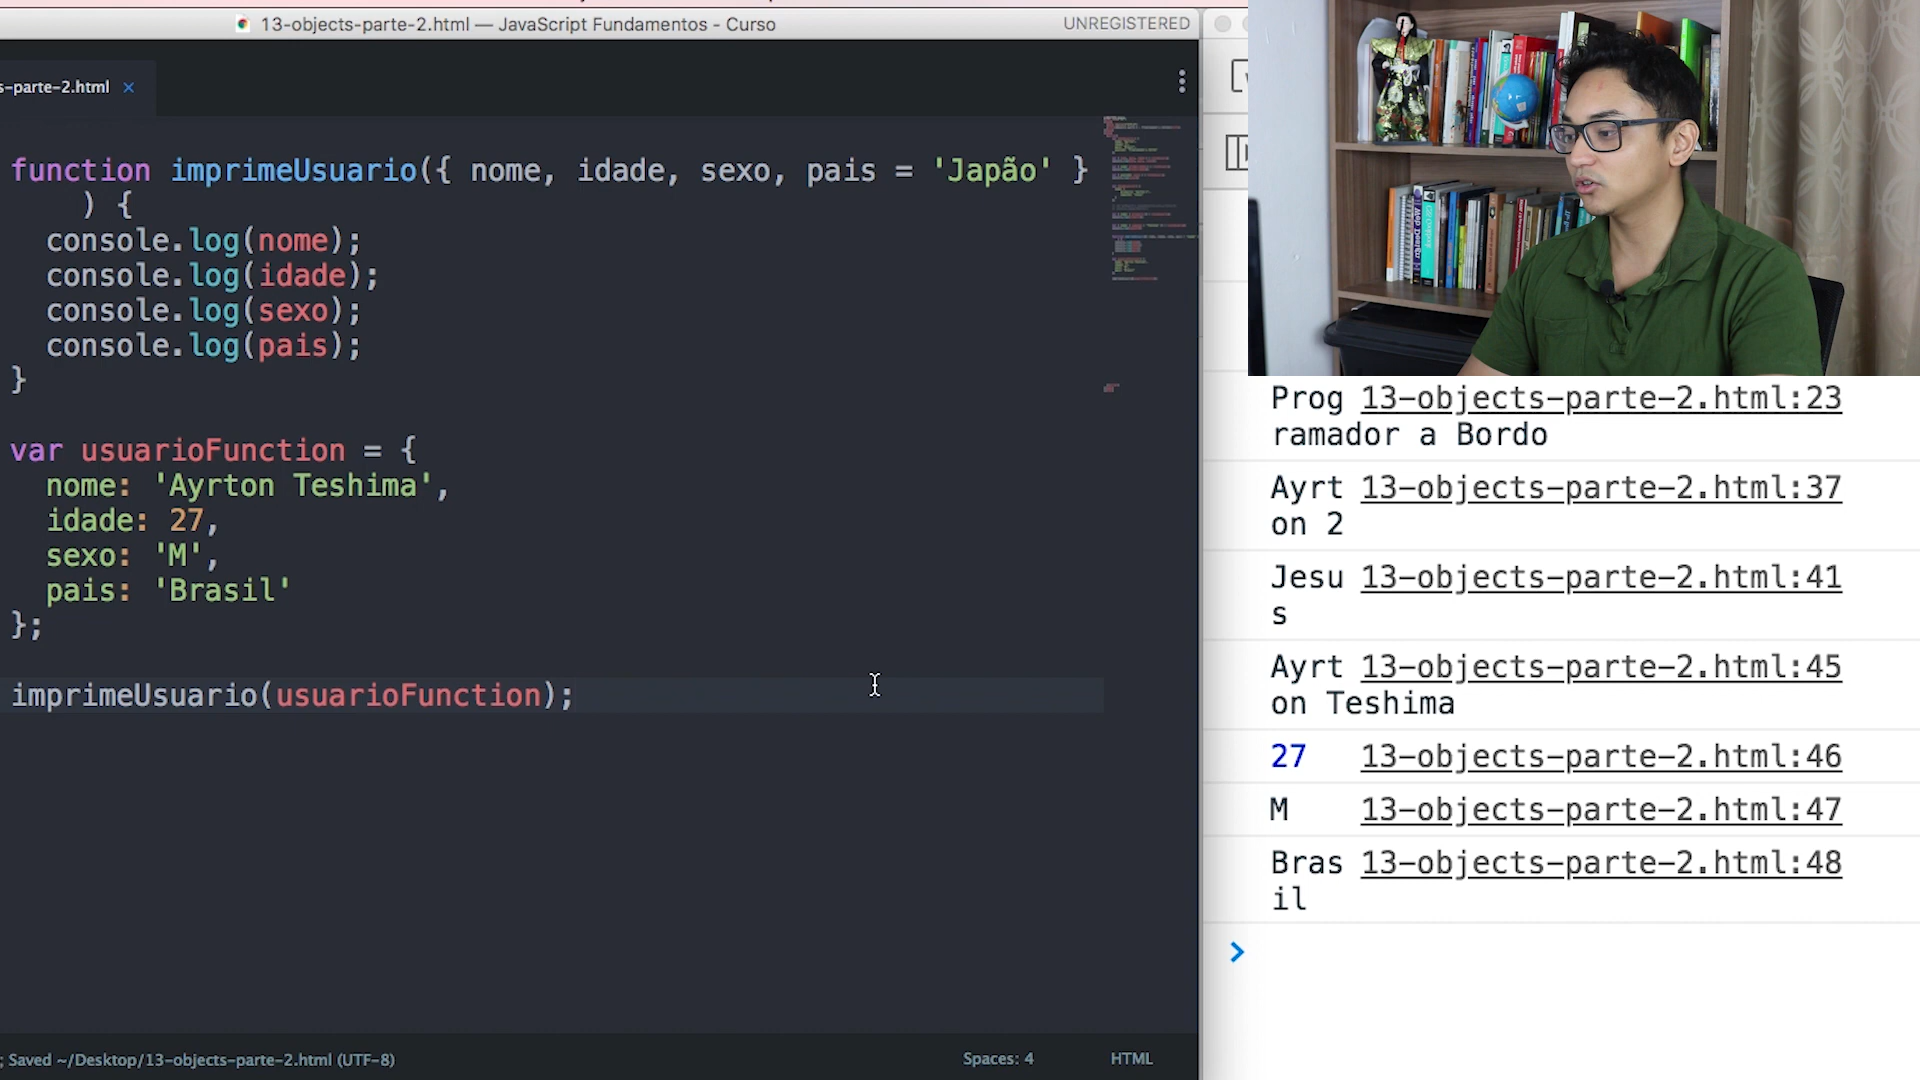 13-objects-parte-2.html — JavaScript Fundamentos - Curso
UNREGISTERED
s-parte-2.html ×
function imprimeUsuario({ nome, idade, sexo, pais = 'Japão' }
) {
console.log(nome);
console.log(idade);
console.log(sexo);
console.log(pais);
}
var usuarioFunction = {
nome: 'Ayrton Teshima',
idade: 27,
sexo: 'M',
pais: 'Brasil'
};
imprimeUsuario(usuarioFunction);
; Saved ~/Desktop/13-objects-parte-2.html (UTF-8)
Spaces: 4
HTML
Prog 13-objects-parte-2.html:23
ramador a Bordo
Ayrt 13-objects-parte-2.html:37
on 2
Jesu 13-objects-parte-2.html:41
s
Ayrt 13-objects-parte-2.html:45
on Teshima
27 13-objects-parte-2.html:46
M 13-objects-parte-2.html:47
Bras 13-objects-parte-2.html:48
il